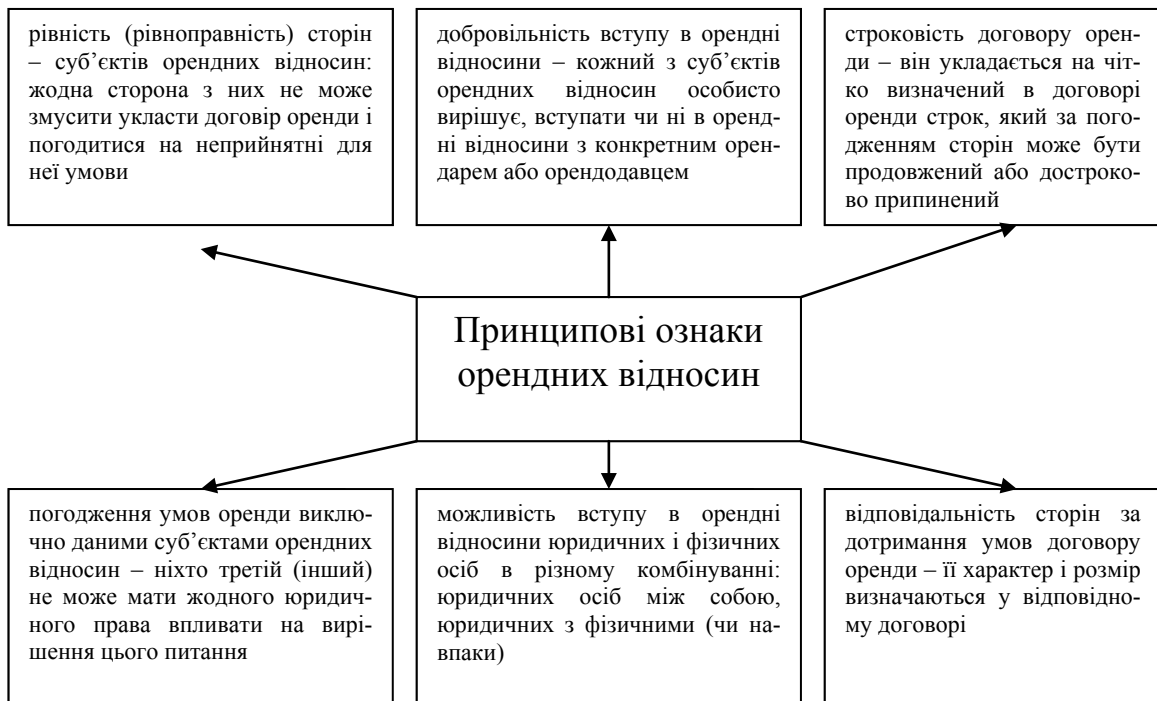 рівність (рівноправність) сторін
– суб’єктів орендних відносин:
жодна сторона з них не може
змусити укласти договір оренди і
погодитися на неприйнятні для
неї умови
добровільність вступу в орендні
відносини – кожний з суб’єктів
орендних відносин особисто
вирішує, вступати чи ні в оренд-
ні відносини з конкретним орен-
дарем або орендодавцем
строковість договору орен-
ди – він укладається на чіт-
ко визначений в договорі
оренди строк, який за пого-
дженням сторін може бути
продовжений або достроко-
во припинений
Принципові ознаки
орендних відносин
погодження умов оренди виклю-
чно даними суб’єктами орендних
відносин – ніхто третій (інший)
не може мати жодного юридич-
ного права впливати на вирі-
шення цього питання
можливість вступу в орендні
відносини юридичних і фізичних
осіб в різному комбінуванні:
юридичних осіб між собою,
юридичних з фізичними (чи на-
впаки)
відповідальність сторін за
дотримання умов договору
оренди – її характер і розмір
визначаються у відповідно-
му договорі